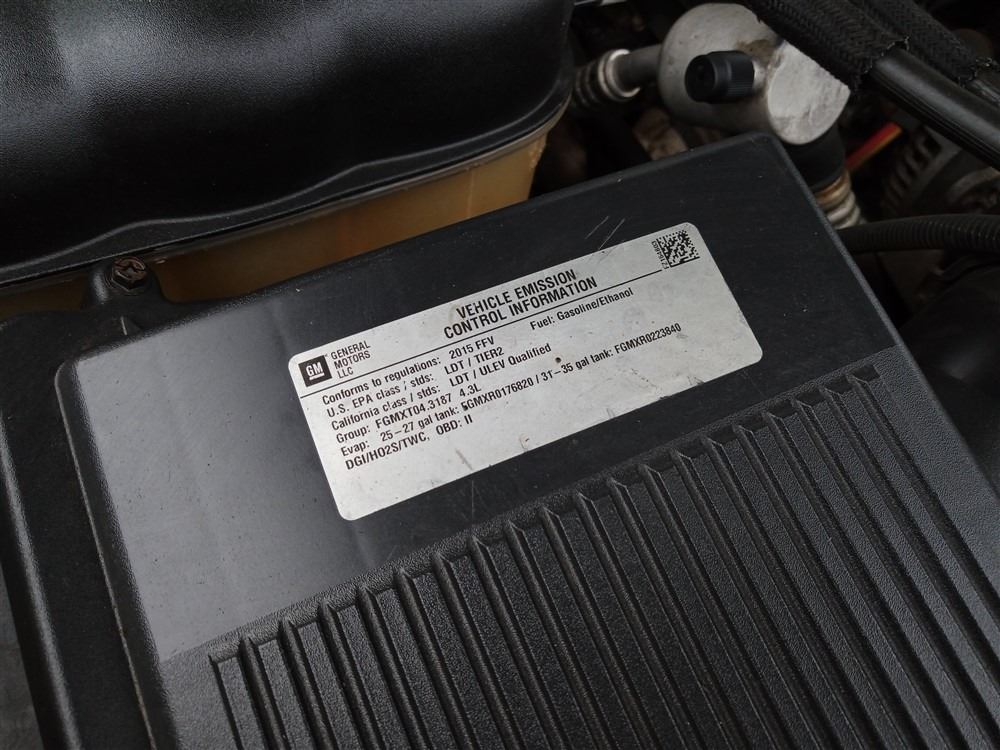 GM
GENERAL
MOTORS
LLC
VEHICLE EMISSION
CONTROL INFORMATION
Conforms to regulations: 2015 FFV
Fuel: Gasoline/Ethanol
U.S. EPA class / stds: LDT / TIER2
California class / stds: LDT / ULEV Qualified
Group: FGMXT04.3187 4.3L
Evap: 25-27 gal tank: FGMXR0176820 / 31-35 gal tank: FGMXR0223840
DGI/HO2S/TWC, OBD: II